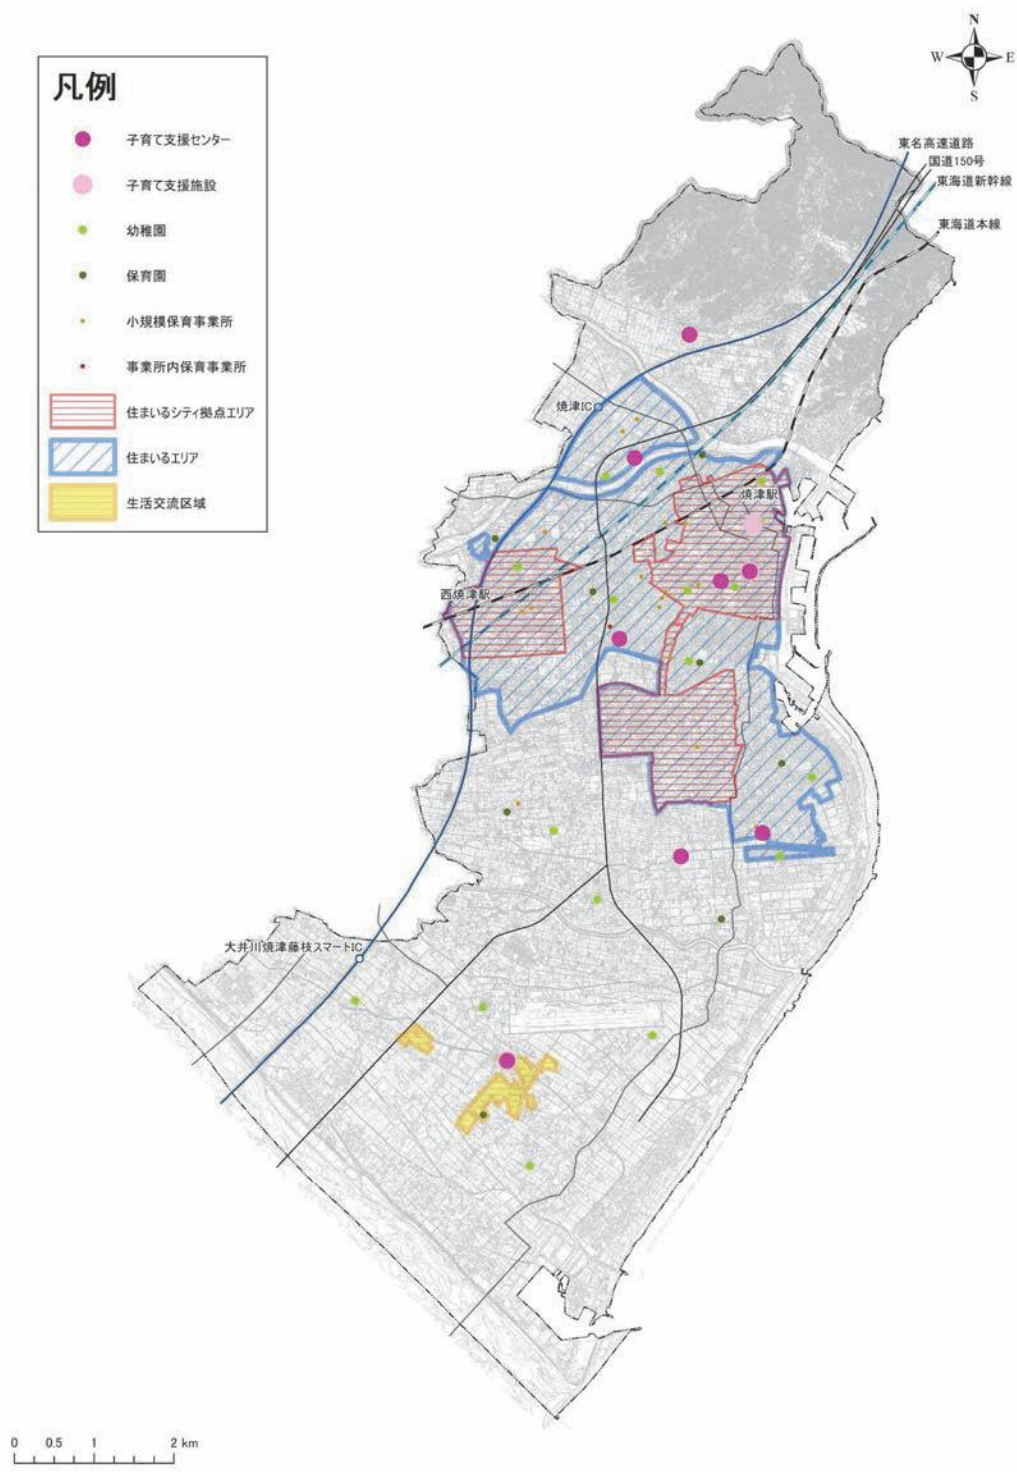 凡例
子育て支援センター
子育て支援施設
幼稚園
保育園
小規模保育事業所
事業所内保育事業所
住まいるシティ拠点エリア
住まいるエリア
生活交流区域
N
W
E
S
東名高速道路
国道150号
東海道新幹線
東海道本線
焼津IC
焼津駅
西焼津駅
大井川焼津藤枝スマートIC
0 0.5 1 2 km